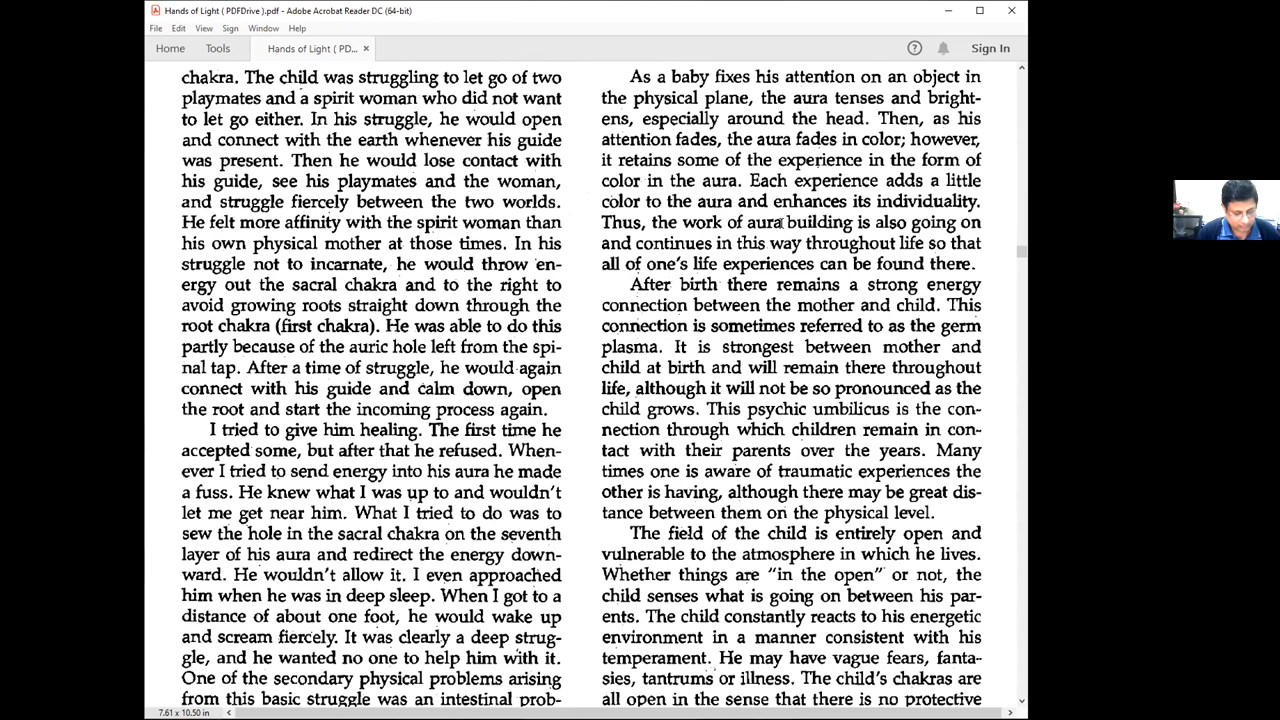 Hands of Light ( PDFDrive ).pdf - Adobe Acrobat Reader DC (64-bit)
File Edit View Sign Window Help
Home Tools Hands of Light ( PD... × Sign In
chakra. The child was struggling to let go of two
playmates and a spirit woman who did not want
to let go either. In his struggle, he would open
and connect with the earth whenever his guide
was present. Then he would lose contact with
his guide, see his playmates and the woman,
and struggle fiercely between the two worlds.
He felt more affinity with the spirit woman than
his own physical mother at those times. In his
struggle not to incarnate, he would throw en-
ergy out the sacral chakra and to the right to
avoid growing roots straight down through the
root chakra (first chakra). He was able to do this
partly because of the auric hole left from the spi-
nal tap. After a time of struggle, he would again
connect with his guide and calm down, open
the root and start the incoming process again.
I tried to give him healing. The first time he
accepted some, but after that he refused. When-
ever I tried to send energy into his aura he made
a fuss. He knew what I was up to and wouldn't
let me get near him. What I tried to do was to
sew the hole in the sacral chakra on the seventh
layer of his aura and redirect the energy down-
ward. He wouldn't allow it. I even approached
him when he was in deep sleep. When I got to a
distance of about one foot, he would wake up
and scream fiercely. It was clearly a deep strug-
gle, and he wanted no one to help him with it.
One of the secondary physical problems arising
from this basic struggle was an intestinal prob-
As a baby fixes his attention on an object in
the physical plane, the aura tenses and bright-
ens, especially around the head. Then, as his
attention fades, the aura fades in color; however,
it retains some of the experience in the form of
color in the aura. Each experience adds a little
color to the aura and enhances its individuality.
Thus, the work of aura building is also going on
and continues in this way throughout life so that
all of one's life experiences can be found there.
After birth there remains a strong energy
connection between the mother and child. This
connection is sometimes referred to as the germ
plasma. It is strongest between mother and
child at birth and will remain there throughout
life, although it will not be so pronounced as the
child grows. This psychic umbilicus is the con-
nection through which children remain in con-
tact with their parents over the years. Many
times one is aware of traumatic experiences the
other is having, although there may be great dis-
tance between them on the physical level.
The field of the child is entirely open and
vulnerable to the atmosphere in which he lives.
Whether things are "in the open" or not, the
child senses what is going on between his par-
ents. The child constantly reacts to his energetic
environment in a manner consistent with his
temperament. He may have vague fears, fanta-
sies, tantrums or illness. The child's chakras are
all open in the sense that there is no protective
7.61 x 10.50 in